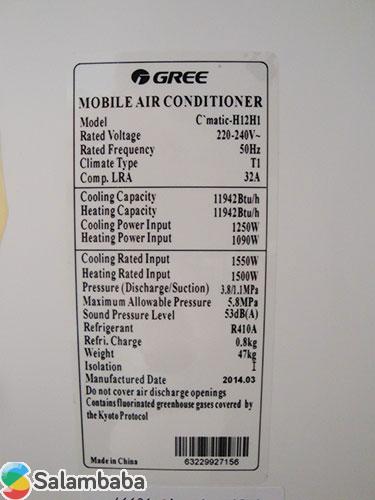 GREE
MOBILE AIR CONDITIONER
Model C`matic-H12H1
Rated Voltage 220-240V~
Rated Frequency 50Hz
Climate Type T1
Comp. LRA 32A
Cooling Capacity 11942Btu/h
Heating Capacity 11942Btu/h
Cooling Power Input 1250W
Heating Power Input 1090W
Cooling Rated Input 1550W
Heating Rated Input 1500W
Pressure (Discharge/Suction) 3.8/1.1MPa
Maximum Allowable Pressure 5.8MPa
Sound Pressure Level 53dB(A)
Refrigerant R410A
Refri. Charge 0.8kg
Weight 47kg
Isolation I
Manufactured Date 2014.03
Do not cover air discharge openings
Contains fluorinated greenhouse gases covered by
the Kyoto Protocol
Made in China 63229927156
Salambaba